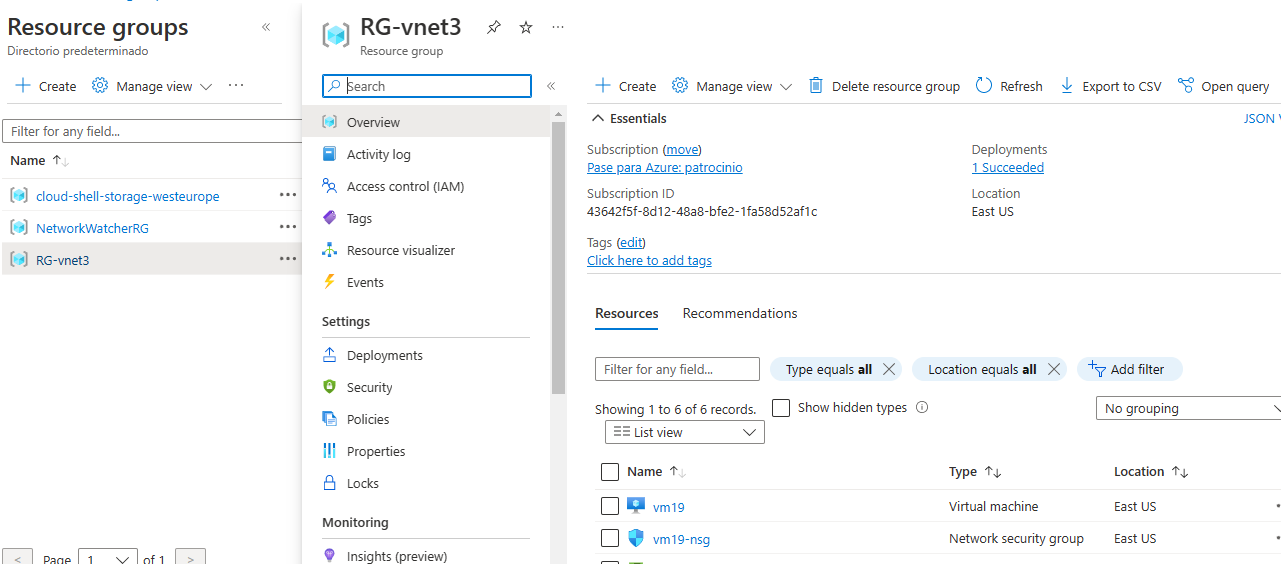 Resource groups
Directorio predeterminado
Create
Manage view
Filter for any field...
Name
cloud-shell-storage-westeurope
NetworkWatcherRG
RG-vnet3
Page 1 of 1
RG-vnet3
Resource group
Search
Overview
Activity log
Access control (IAM)
Tags
Resource visualizer
Events
Settings
Deployments
Security
Policies
Properties
Locks
Monitoring
Insights (preview)
Create Manage view Delete resource group Refresh Export to CSV Open query
Essentials
JSON
Subscription (move)
Pase para Azure: patrocinio
Subscription ID
43642f5f-8d12-48a8-bfe2-1fa58d52af1c
Deployments
1 Succeeded
Location
East US
Tags (edit)
Click here to add tags
Resources Recommendations
Filter for any field... Type equals all Location equals all Add filter
Showing 1 to 6 of 6 records. Show hidden types No grouping
List view
Name Type Location
vm19 Virtual machine East US
vm19-nsg Network security group East US